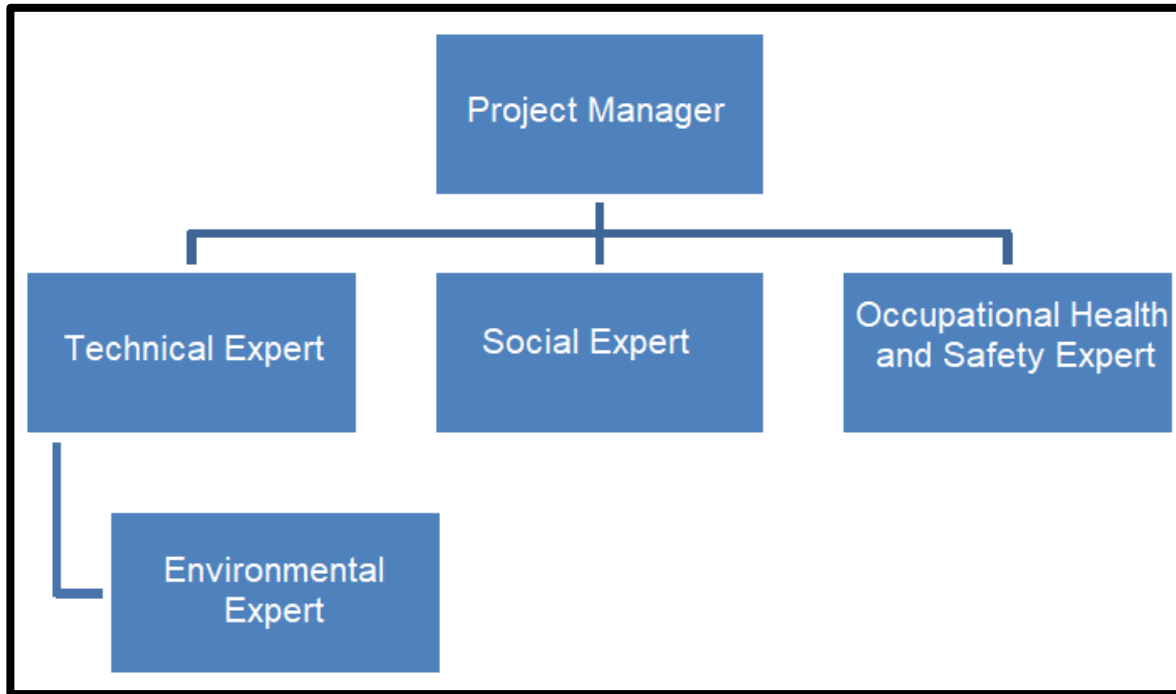 Project Manager
Technical Expert
Social Expert
Occupational Health
and Safety Expert
Environmental
Expert